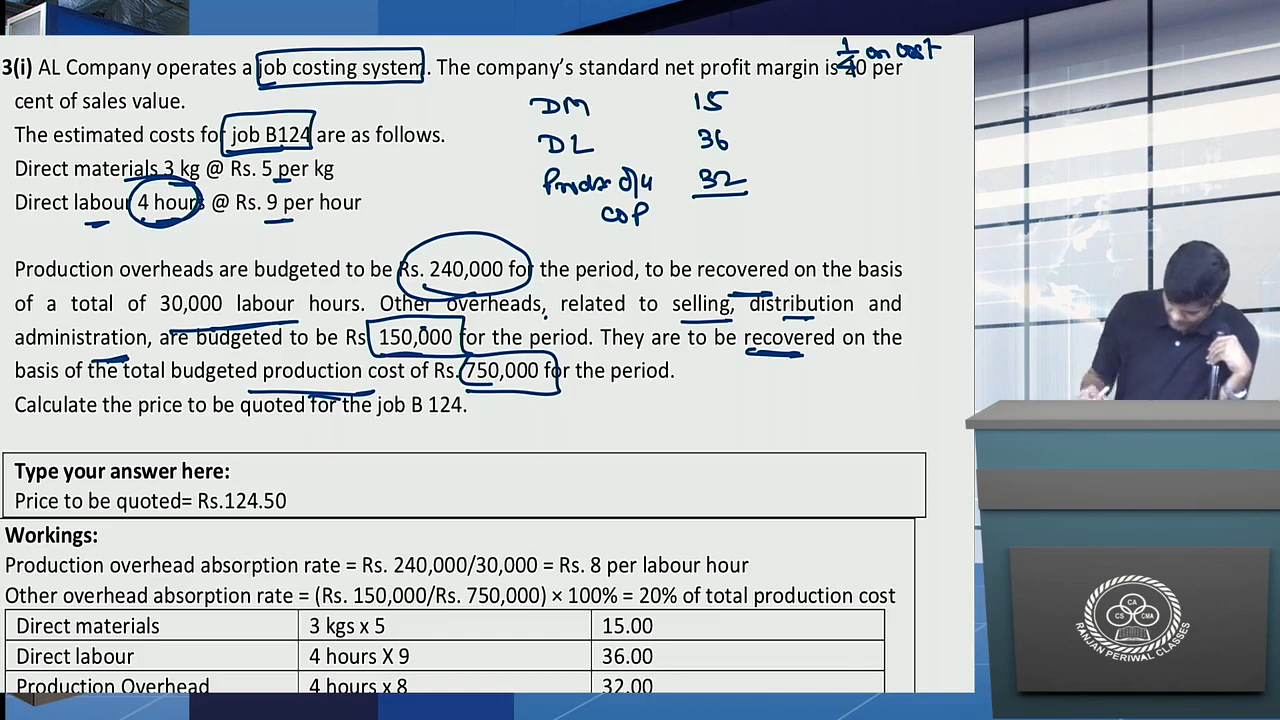 1/4 on cost
3(i) AL Company operates a job costing system. The company's standard net profit margin is 20 per
cent of sales value.
DM 15
The estimated costs for job B124 are as follows.
DL 36
Direct materials 3 kg @ Rs. 5 per kg
Prodx o/h 32
Direct labour 4 hours @ Rs. 9 per hour
COP
Production overheads are budgeted to be Rs. 240,000 for the period, to be recovered on the basis
of a total of 30,000 labour hours. Other overheads, related to selling, distribution and
administration, are budgeted to be Rs 150,000 for the period. They are to be recovered on the
basis of the total budgeted production cost of Rs. 750,000 for the period.
Calculate the price to be quoted for the job B 124.
Type your answer here:
Price to be quoted= Rs.124.50
Workings:
Production overhead absorption rate = Rs. 240,000/30,000 = Rs. 8 per labour hour
Other overhead absorption rate = (Rs. 150,000/Rs. 750,000) × 100% = 20% of total production cost
Direct materials 3 kgs x 5 15.00
Direct labour 4 hours X 9 36.00
Production Overhead 4 hours x 8 32.00
CA
CS CMA
RANJAN PERIWAL CLASSES